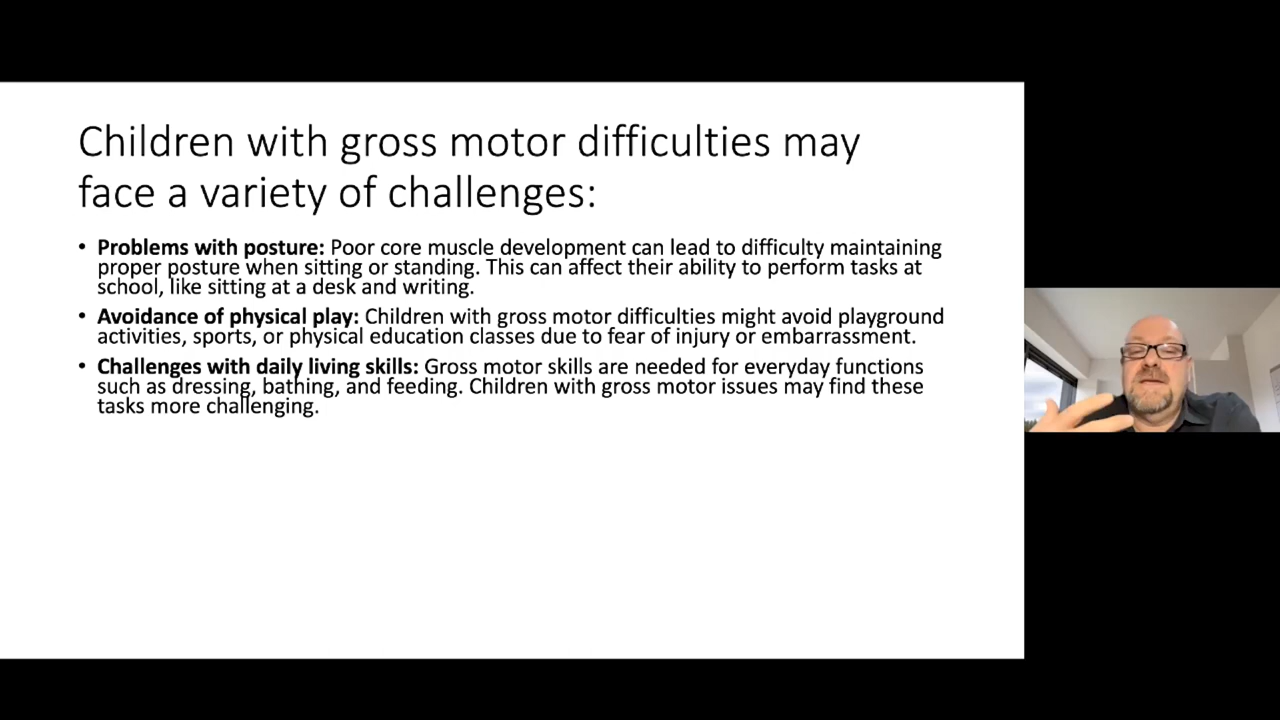 Children with gross motor difficulties may
face a variety of challenges:
• Problems with posture: Poor core muscle development can lead to difficulty maintaining
proper posture when sitting or standing. This can affect their ability to perform tasks at
school, like sitting at a desk and writing.
• Avoidance of physical play: Children with gross motor difficulties might avoid playground
activities, sports, or physical education classes due to fear of injury or embarrassment.
• Challenges with daily living skills: Gross motor skills are needed for everyday functions
such as dressing, bathing, and feeding. Children with gross motor issues may find these
tasks more challenging.